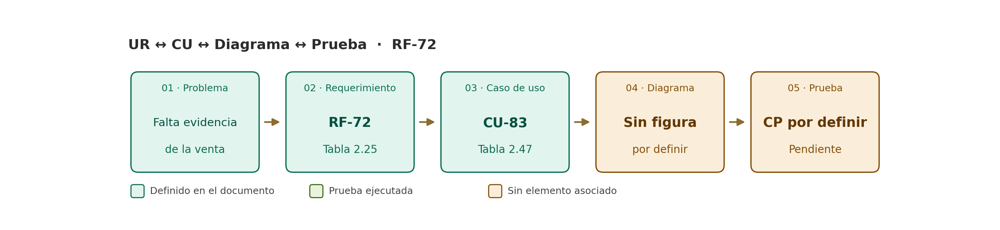 UR ↔ CU ↔ Diagrama ↔ Prueba · RF-72
01 · Problema
Falta evidencia
de la venta
02 · Requerimiento
RF-72
Tabla 2.25
03 · Caso de uso
CU-83
Tabla 2.47
04 · Diagrama
Sin figura
por definir
05 · Prueba
CP por definir
Pendiente
Definido en el documento
Prueba ejecutada
Sin elemento asociado